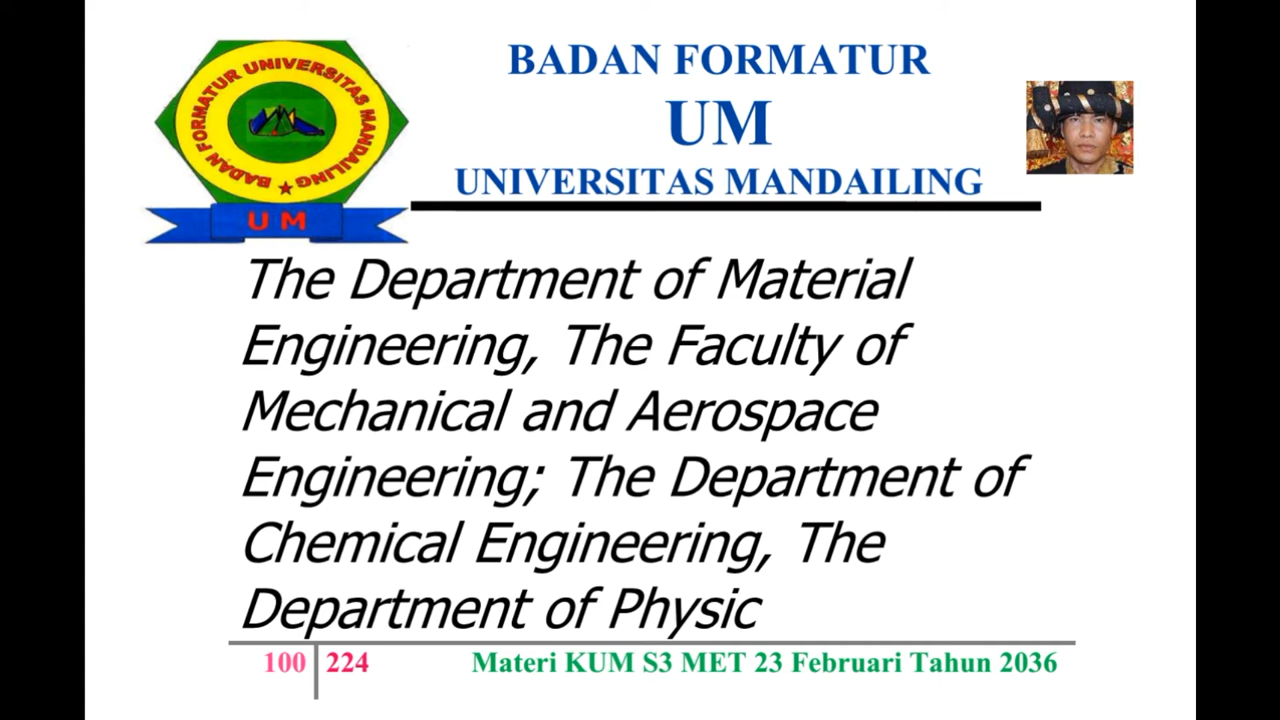 BADAN FORMATUR UNIVERSITAS MANDAILING
U M
BADAN FORMATUR
UM
UNIVERSITAS MANDAILING
The Department of Material
Engineering, The Faculty of
Mechanical and Aerospace
Engineering; The Department of
Chemical Engineering, The
Department of Physic
100 224 Materi KUM S3 MET 23 Februari Tahun 2036